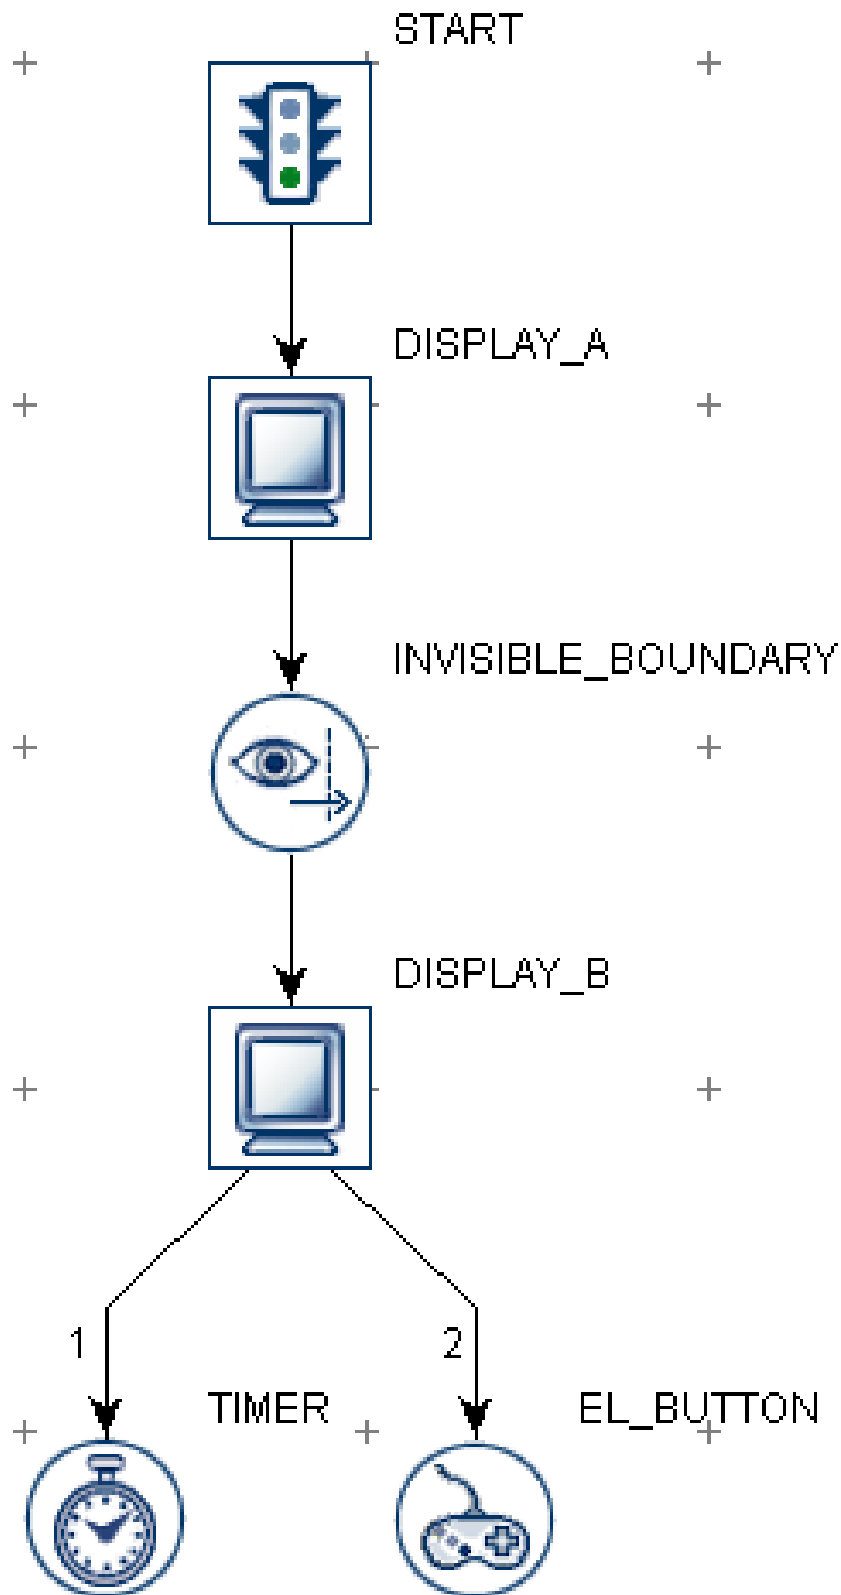 START
DISPLAY_A
INVISIBLE_BOUNDARY
DISPLAY_B
1
2
TIMER
EL_BUTTON